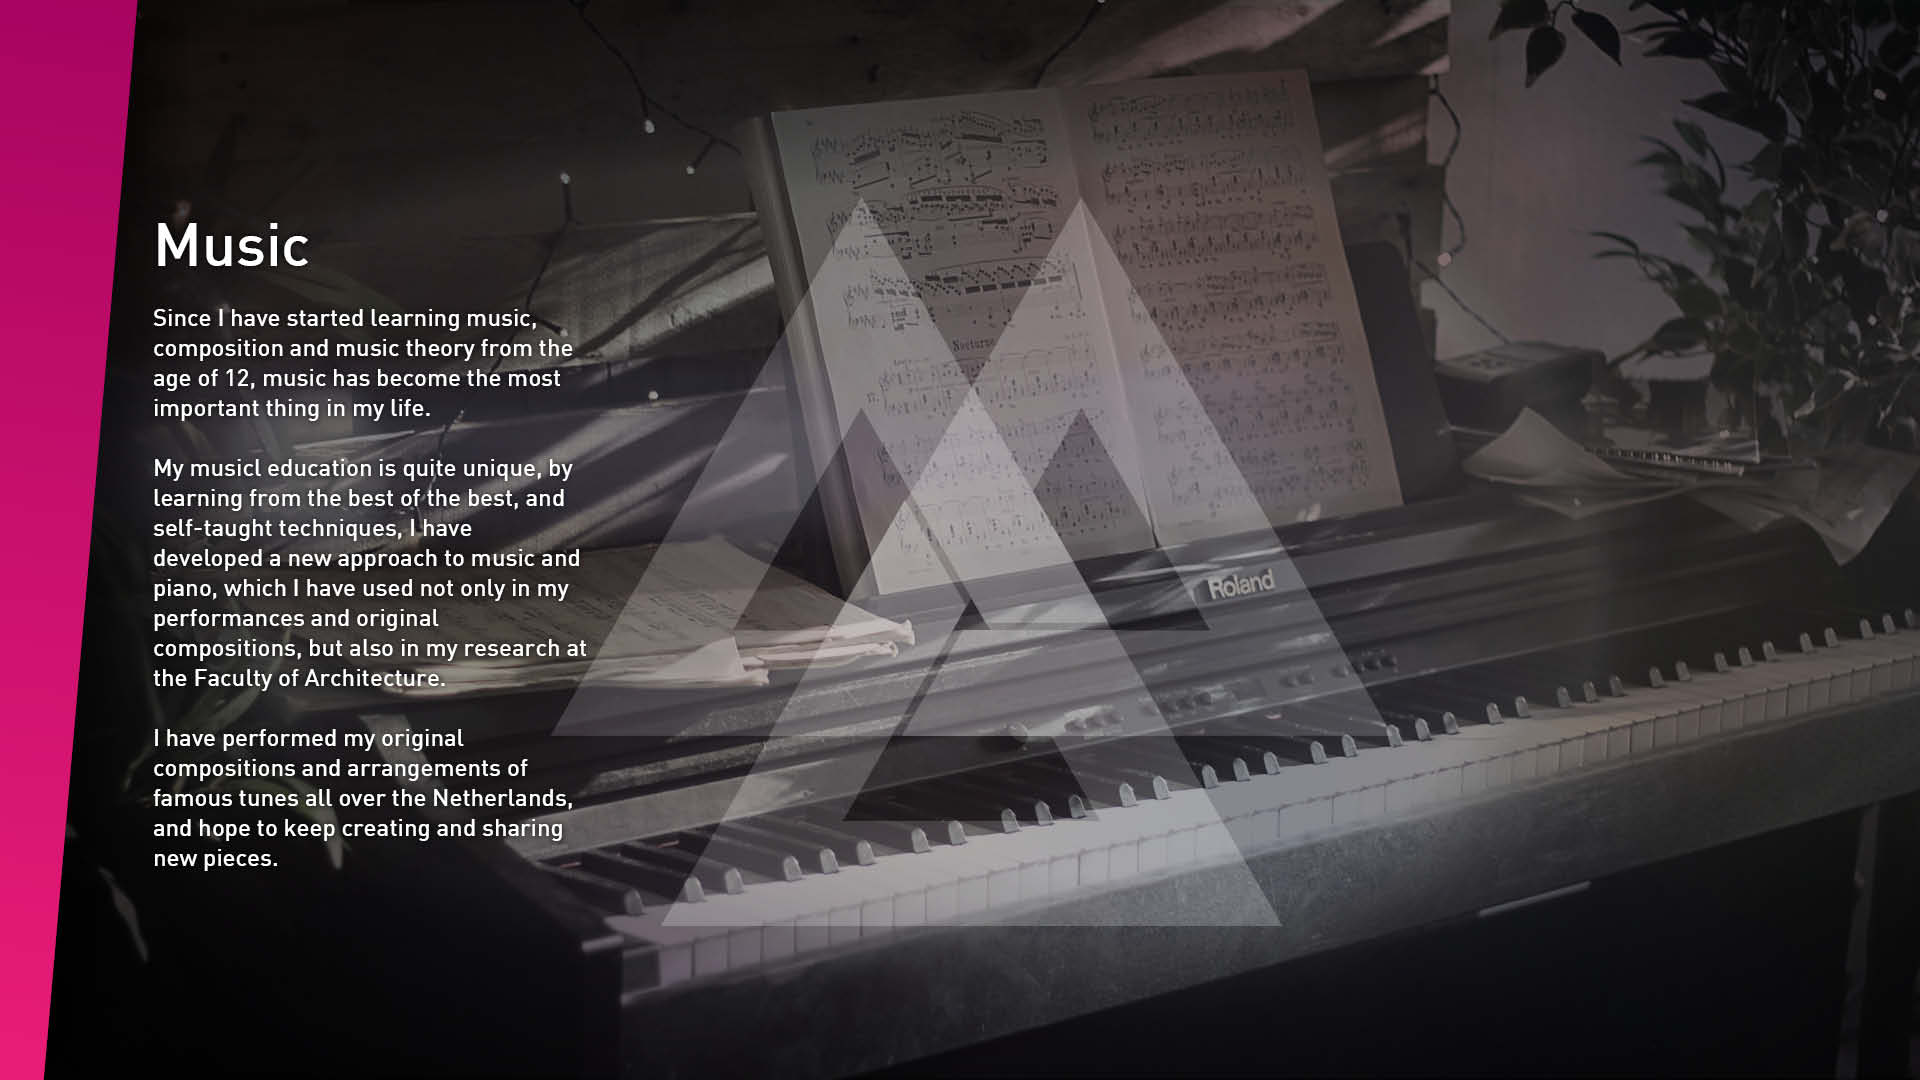 Music
Since I have started learning music,
composition and music theory from the
age of 12, music has become the most
important thing in my life.
My musicl education is quite unique, by
learning from the best of the best, and
self-taught techniques, I have
developed a new approach to music and
piano, which I have used not only in my
performances and original
compositions, but also in my research at
the Faculty of Architecture.
I have performed my original
compositions and arrangements of
famous tunes all over the Netherlands,
and hope to keep creating and sharing
new pieces.
Nocturne
Roland